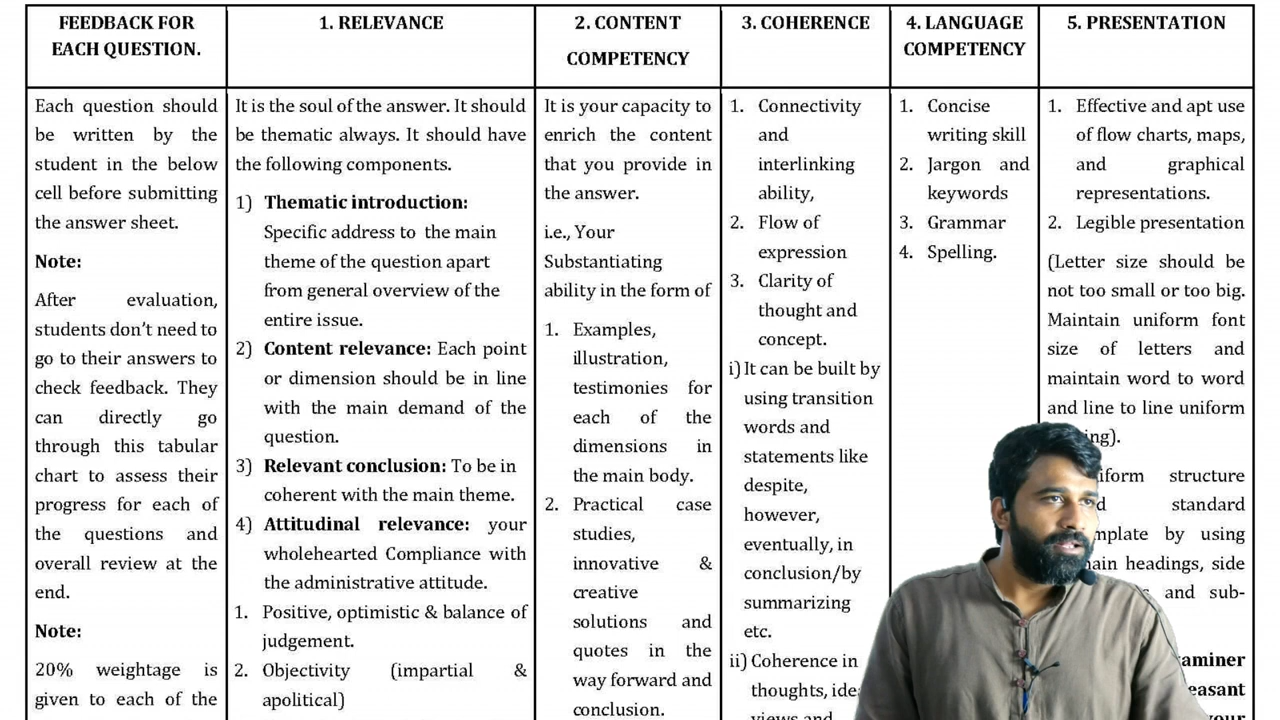 FEEDBACK FOR
EACH QUESTION.
1. RELEVANCE
2. CONTENT
COMPETENCY
3. COHERENCE
4. LANGUAGE
COMPETENCY
5. PRESENTATION
Each question should
be written by the
student in the below
cell before submitting
the answer sheet.
Note:
After evaluation,
students don’t need to
go to their answers to
check feedback. They
can directly go
through this tabular
chart to assess their
progress for each of
the questions and
overall review at the
end.
Note:
20% weightage is
given to each of the
It is the soul of the answer. It should
be thematic always. It should have
the following components.
1) Thematic introduction:
Specific address to the main
theme of the question apart
from general overview of the
entire issue.
2) Content relevance: Each point
or dimension should be in line
with the main demand of the
question.
3) Relevant conclusion: To be in
coherent with the main theme.
4) Attitudinal relevance: your
wholehearted Compliance with
the administrative attitude.
1. Positive, optimistic & balance of
judgement.
2. Objectivity (impartial &
apolitical)
It is your capacity to
enrich the content
that you provide in
the answer.
i.e., Your
Substantiating
ability in the form of
1. Examples,
illustration,
testimonies for
each of the
dimensions in
the main body.
2. Practical case
studies,
innovative &
creative
solutions and
quotes in the
way forward and
conclusion.
1. Connectivity
and
interlinking
ability,
2. Flow of
expression
3. Clarity of
thought and
concept.
i) It can be built by
using transition
words and
statements like
despite,
however,
eventually, in
conclusion/by
summarizing
etc.
ii) Coherence in
thoughts,
views and
1. Concise
writing skill
2. Jargon and
keywords
3. Grammar
4. Spelling.
1. Effective and apt use
of flow charts, maps,
and graphical
representations.
2. Legible presentation
(Letter size should be
not too small or too big.
Maintain uniform font
size of letters and
maintain word to word
and line to line uniform
structure
standard
by using
headings, side
and sub-